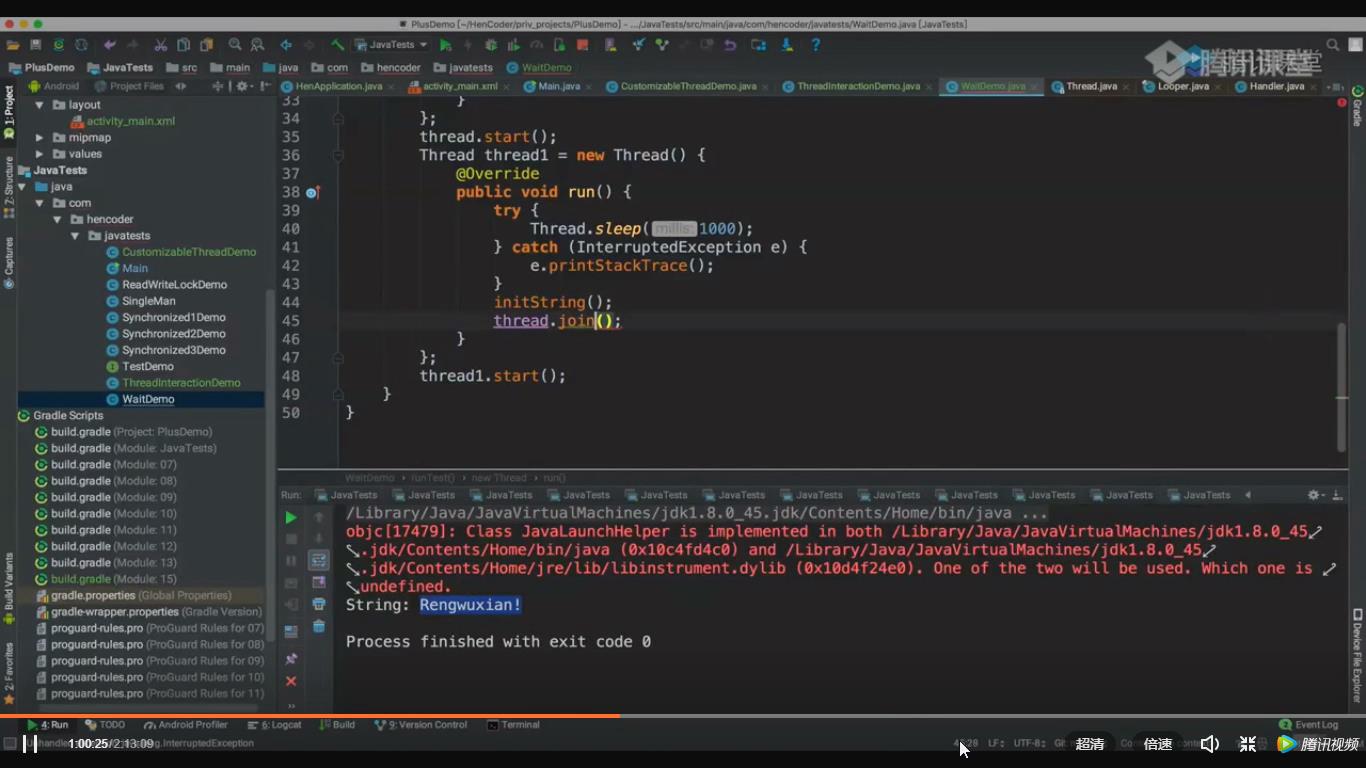 PlusDemo [~/HenCoder/priv_projects/PlusDemo] - .../JavaTests/src/main/java/com/hencoder/javatests/WaitDemo.java [JavaTests]
JavaTests
PlusDemo JavaTests src main java com hencoder javatests WaitDemo
腾讯课堂
Android Project Files
HenApplication.java activity_main.xml Main.java CustomizableThreadDemo.java ThreadInteractionDemo.java WaitDemo.java Thread.java Looper.java Handler.java
1: Project
Z: Structure
Captures
Build Variants
2: Favorites
Gradle
Device File Explorer
layout
activity_main.xml
mipmap
values
JavaTests
java
com
hencoder
javatests
CustomizableThreadDemo
Main
ReadWriteLockDemo
SingleMan
Synchronized1Demo
Synchronized2Demo
Synchronized3Demo
TestDemo
ThreadInteractionDemo
WaitDemo
Gradle Scripts
build.gradle (Project: PlusDemo)
build.gradle (Module: JavaTests)
build.gradle (Module: 07)
build.gradle (Module: 08)
build.gradle (Module: 09)
build.gradle (Module: 10)
build.gradle (Module: 11)
build.gradle (Module: 12)
build.gradle (Module: 13)
build.gradle (Module: 15)
gradle.properties (Global Properties)
gradle-wrapper.properties (Gradle Version)
proguard-rules.pro (ProGuard Rules for 07)
proguard-rules.pro (ProGuard Rules for 08)
proguard-rules.pro (ProGuard Rules for 09)
proguard-rules.pro (ProGuard Rules for 10)
proguard-rules.pro (ProGuard Rules for 11)
33 }
34 };
35 thread.start();
36 Thread thread1 = new Thread() {
37 @Override
38 public void run() {
39 try {
40 Thread.sleep( millis: 1000);
41 } catch (InterruptedException e) {
42 e.printStackTrace();
43 }
44 initString();
45 thread.join();
46 }
47 };
48 thread1.start();
49 }
50 }
WaitDemo › runTest() › new Thread › run()
Run: JavaTests JavaTests JavaTests JavaTests JavaTests JavaTests JavaTests JavaTests JavaTests JavaTests JavaTests JavaTests
/Library/Java/JavaVirtualMachines/jdk1.8.0_45.jdk/Contents/Home/bin/java ...
objc[17479]: Class JavaLaunchHelper is implemented in both /Library/Java/JavaVirtualMachines/jdk1.8.0_45
.jdk/Contents/Home/bin/java (0x10c4fd4c0) and /Library/Java/JavaVirtualMachines/jdk1.8.0_45
.jdk/Contents/Home/jre/lib/libinstrument.dylib (0x10d4f24e0). One of the two will be used. Which one is
undefined.
String: Rengwuxian!
Process finished with exit code 0
4: Run TODO Android Profiler 6: Logcat Build 9: Version Control Terminal Event Log
1:00:25 / 2:13:09 InterruptedException LF: UTF-8: 超清 倍速 腾讯视频